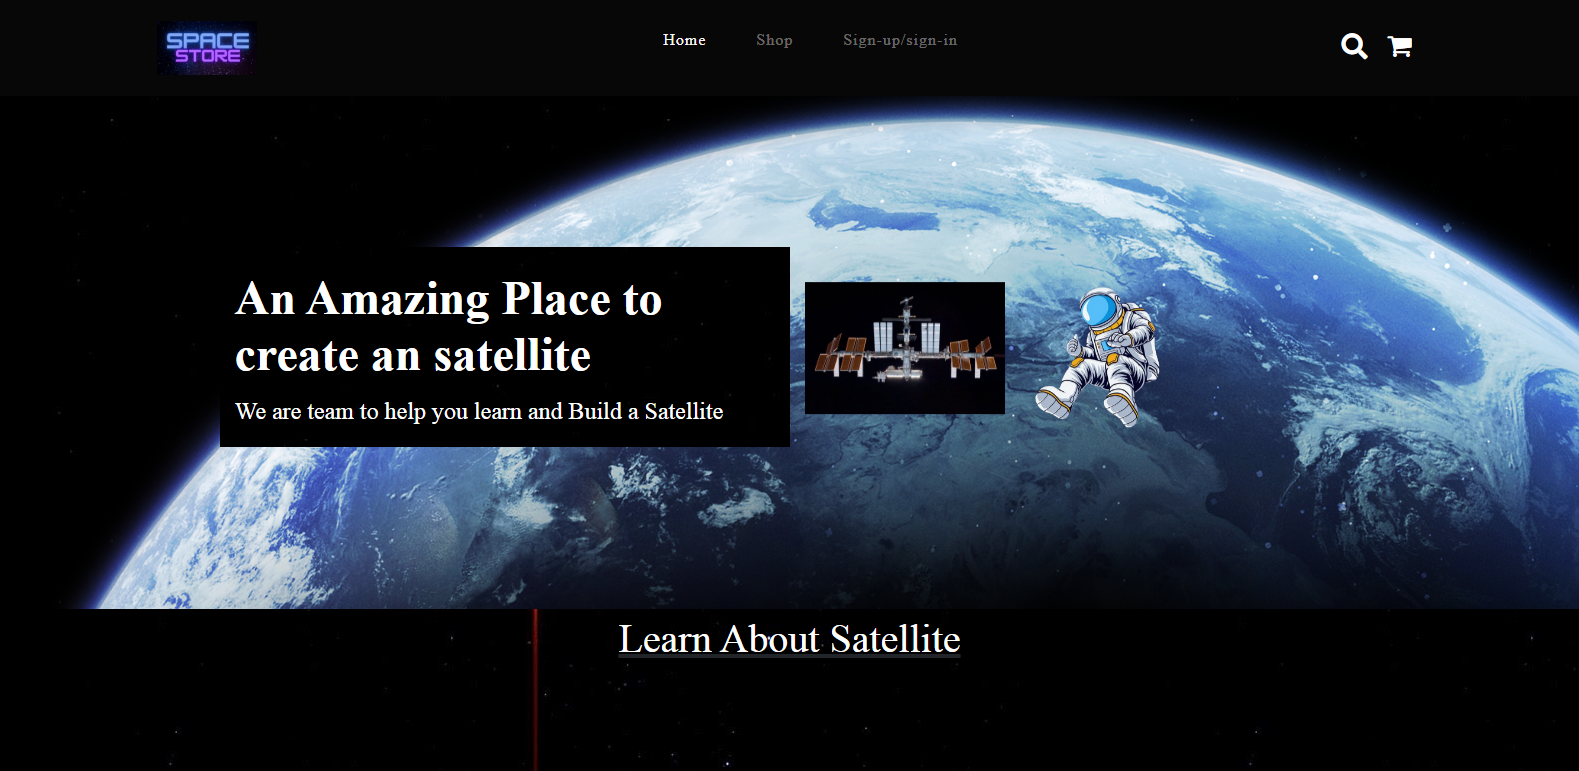 SPACE
STORE
Home
Shop
Sign-up/sign-in
An Amazing Place to
create an satellite
We are team to help you learn and Build a Satellite
Learn About Satellite